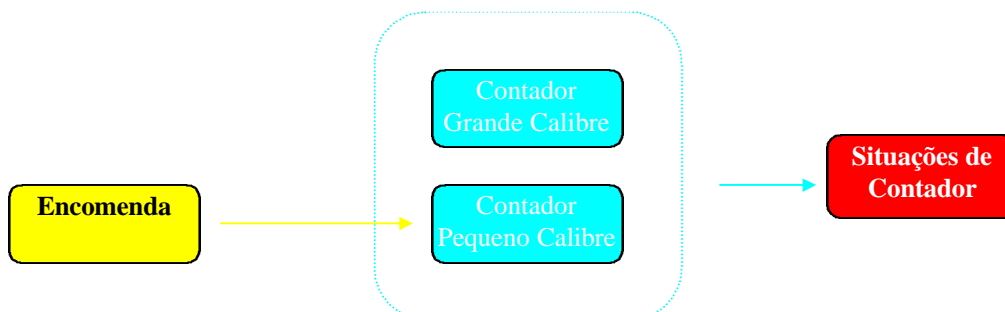 Contador
Grande Calibre
Situações de
Contador
Encomenda
Contador
Pequeno Calibre